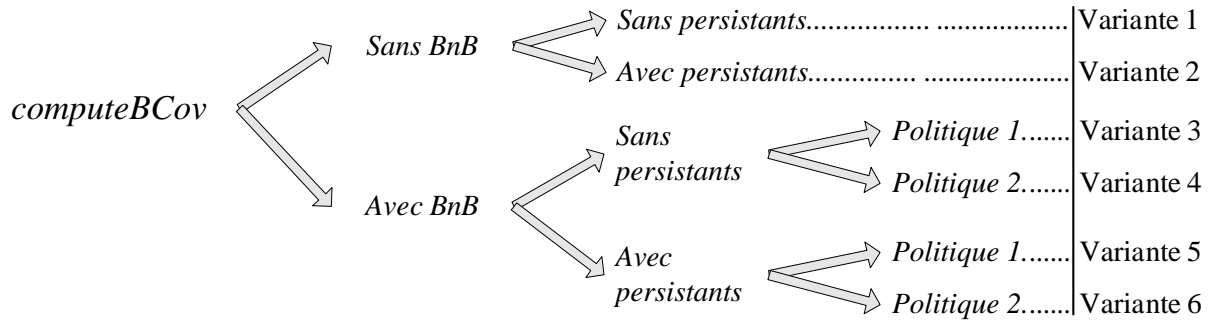 Sans persistants................ ................... Variante 1
Sans BnB
Avec persistants............... .................... Variante 2
computeBCov
Sans
persistants
Politique 1....... Variante 3
Politique 2....... Variante 4
Avec BnB
Avec
persistants
Politique 1....... Variante 5
Politique 2....... Variante 6